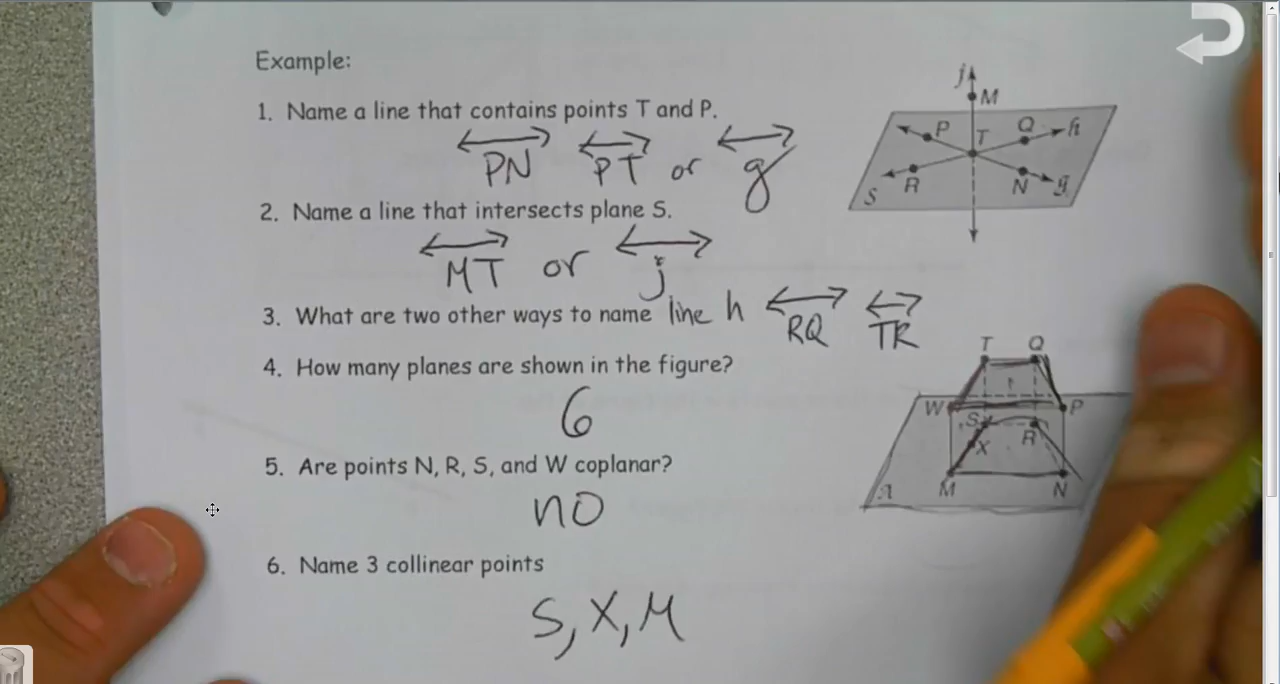 Example:
1. Name a line that contains points T and P.
PN PT or g
2. Name a line that intersects plane S.
MT or j
3. What are two other ways to name line h RQ TR
4. How many planes are shown in the figure?
6
5. Are points N, R, S, and W coplanar?
no
6. Name 3 collinear points
S, X, M
j
M
P T Q h
S R N g
T Q
W P
S R
X
M N